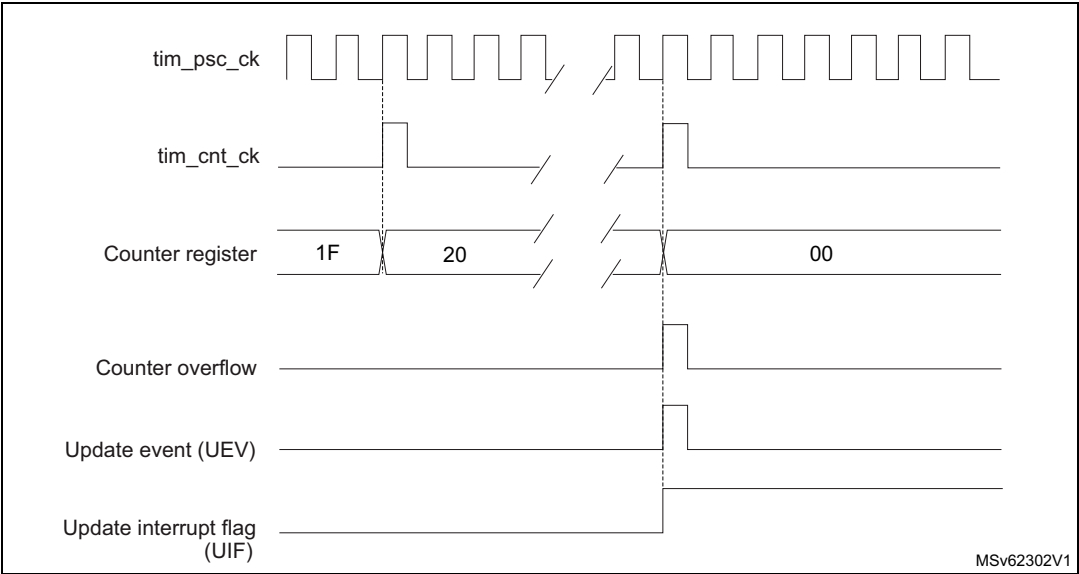 tim_psc_ck
tim_cnt_ck
Counter register
1F
20
00
Counter overflow
Update event (UEV)
Update interrupt flag
(UIF)
MSv62302V1